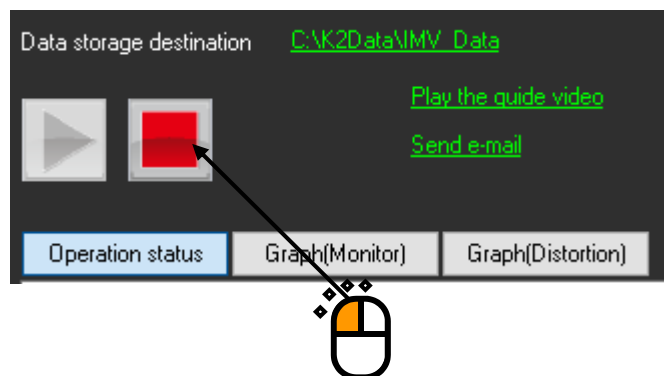 Data storage destination C:\K2Data\IMV_Data
Play the guide video
Send e-mail
Operation status Graph(Monitor) Graph(Distortion)